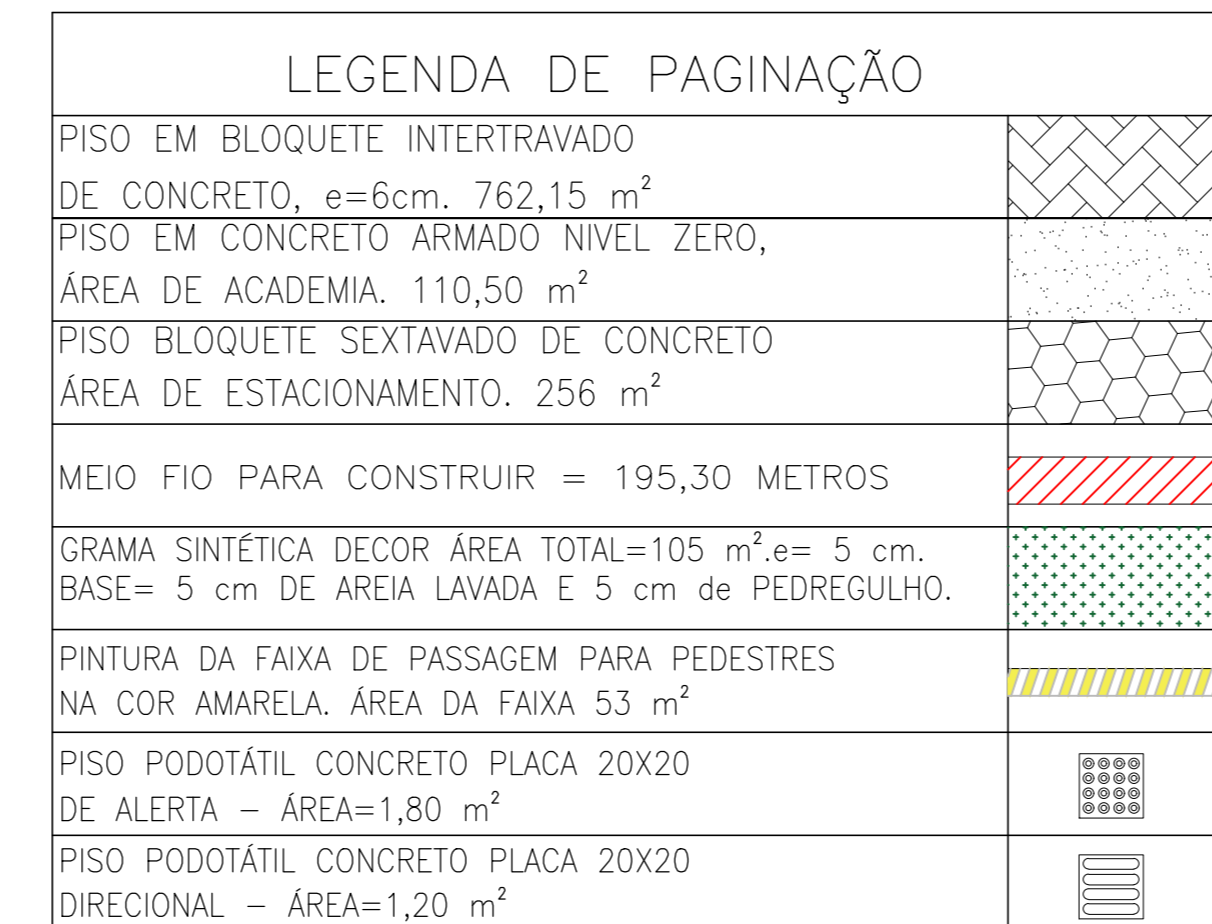 LEGENDA DE PAGINAÇÃO
PISO EM BLOQUETE INTERTRAVADO
DE CONCRETO, e=6cm. 762,15 m²
PISO EM CONCRETO ARMADO NIVEL ZERO,
ÁREA DE ACADEMIA. 110,50 m²
PISO BLOQUETE SEXTAVADO DE CONCRETO
ÁREA DE ESTACIONAMENTO. 256 m²
MEIO FIO PARA CONSTRUIR = 195,30 METROS
GRAMA SINTÉTICA DECOR ÁREA TOTAL=105 m².e= 5 cm.
BASE= 5 cm DE AREIA LAVADA E 5 cm de PEDREGULHO.
PINTURA DA FAIXA DE PASSAGEM PARA PEDESTRES
NA COR AMARELA. ÁREA DA FAIXA 53 m²
PISO PODOTÁTIL CONCRETO PLACA 20X20
DE ALERTA – ÁREA=1,80 m²
PISO PODOTÁTIL CONCRETO PLACA 20X20
DIRECIONAL – ÁREA=1,20 m²